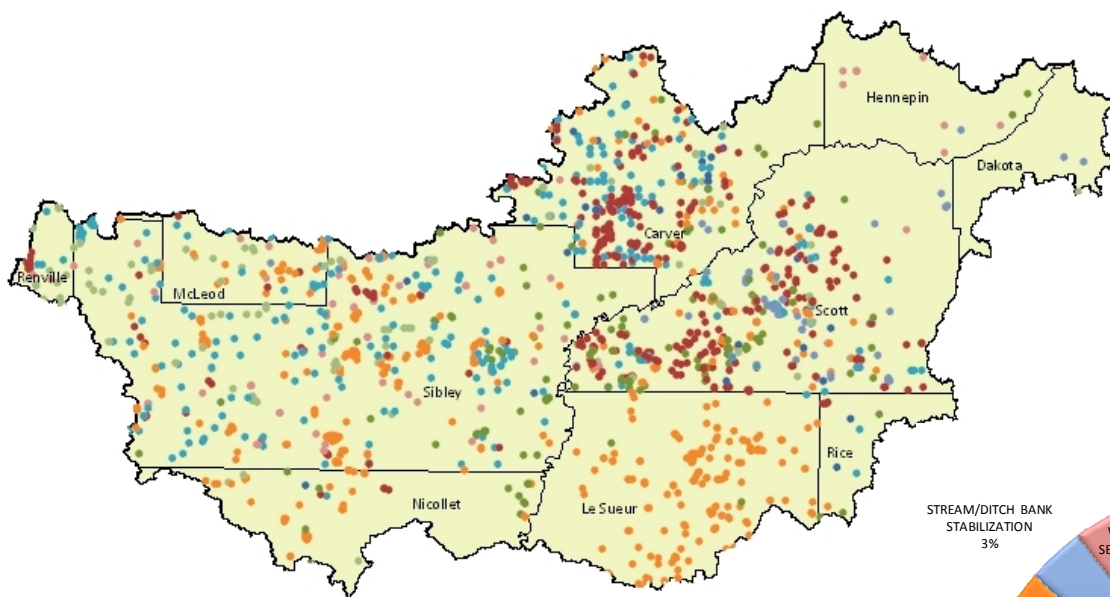 Hennepin
Dakota
Carver
Renville
McLeod
Scott
Sibley
Rice
Nicollet
Le Sueur
STREAM/DITCH BANK
STABILIZATION
3%